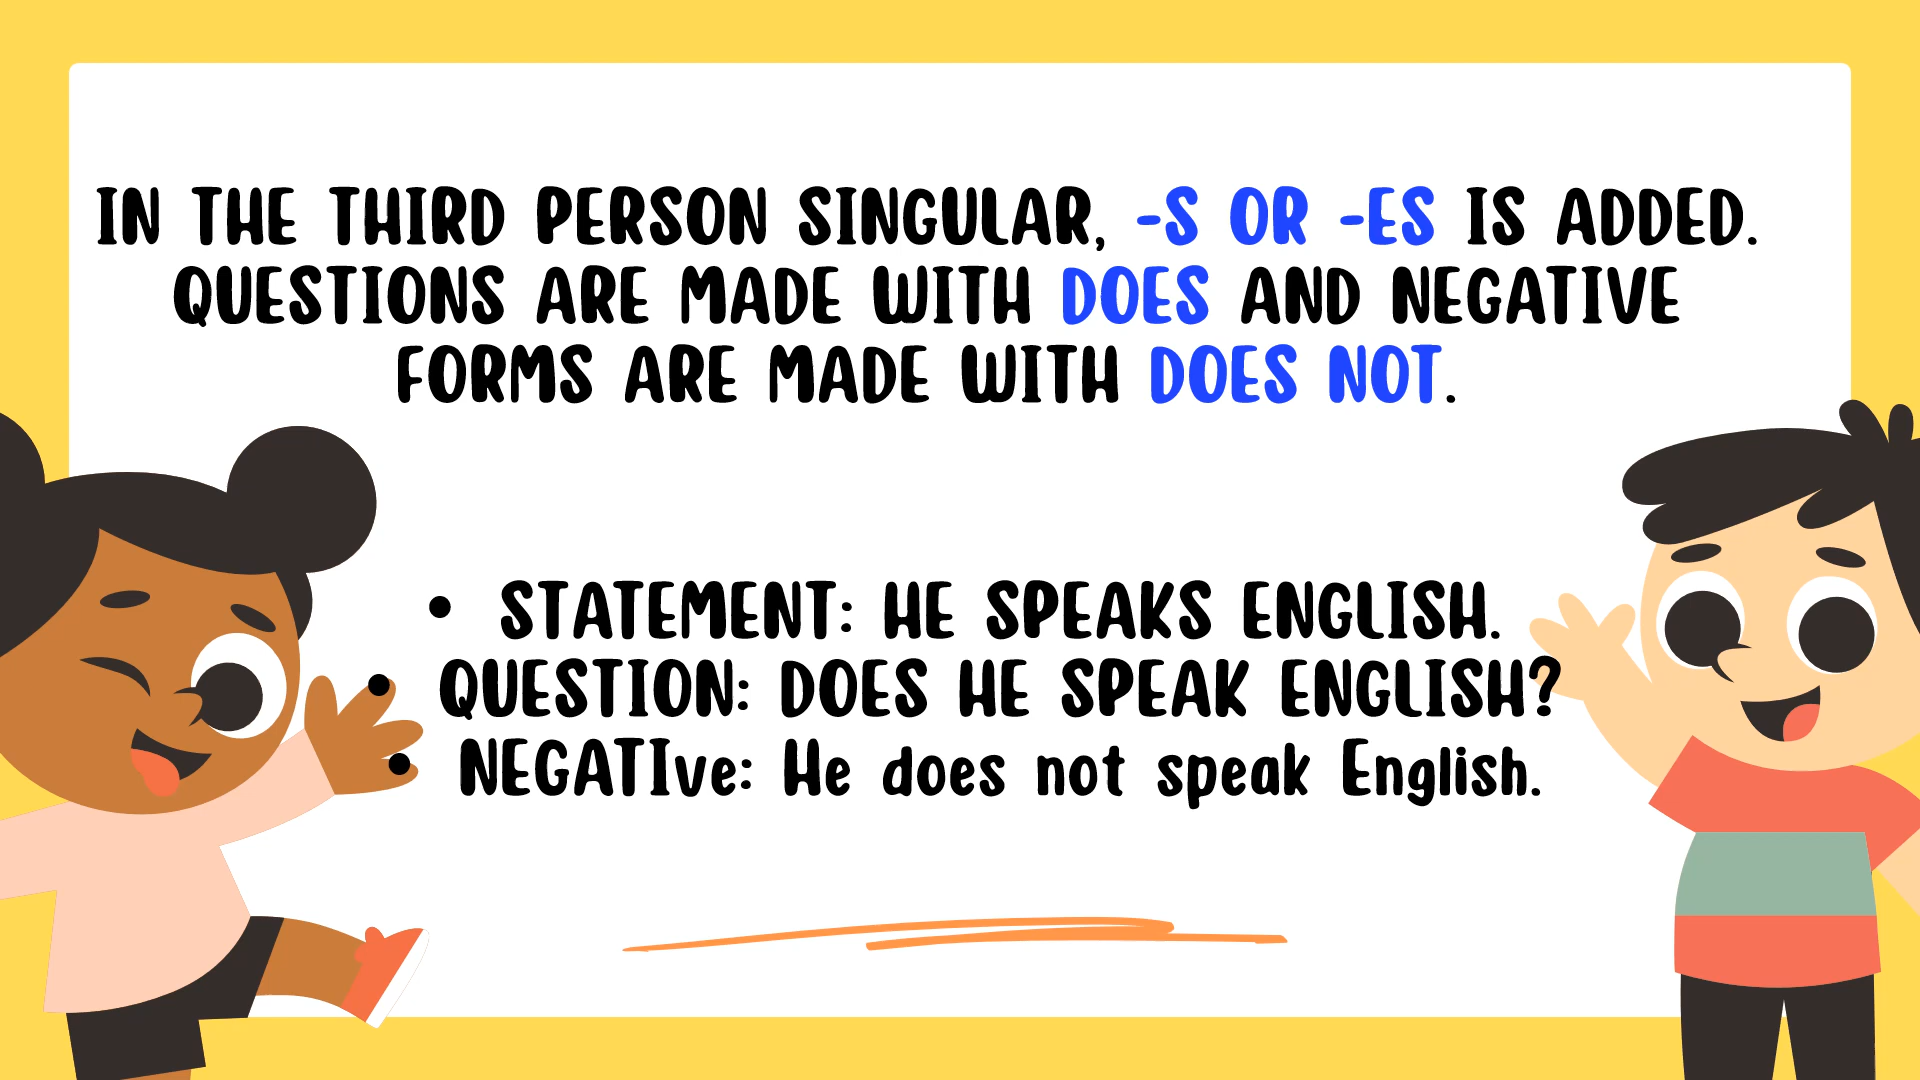 IN THE THIRD PERSON SINGULAR, -S OR -ES IS ADDED.
QUESTIONS ARE MADE WITH DOES AND NEGATIVE
FORMS ARE MADE WITH DOES NOT.
• STATEMENT: HE SPEAKS ENGLISH.
• QUESTION: DOES HE SPEAK ENGLISH?
• NEGATIve: He does not speak English.